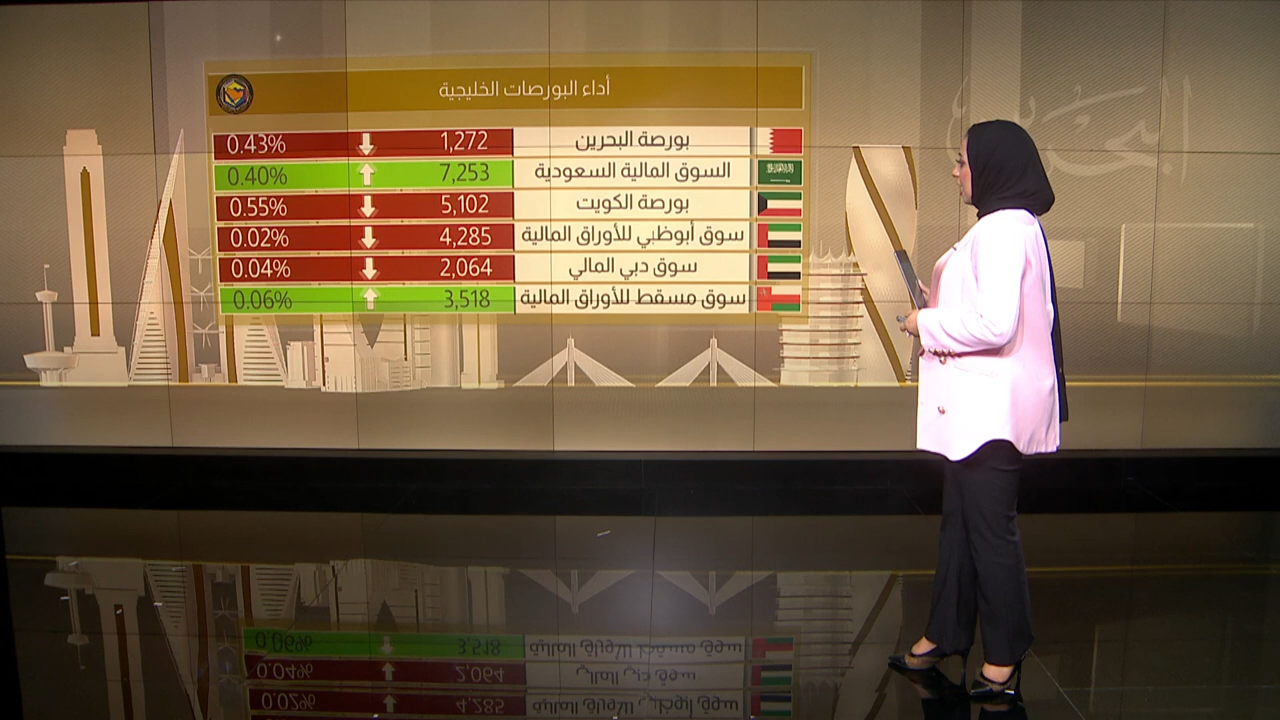 أداء البورصات الخليجية
بورصة البحرين 1,272 0.43%
السوق المالية السعودية 7,253 0.40%
بورصة الكويت 5,102 0.55%
سوق أبوظبي للأوراق المالية 4,285 0.02%
سوق دبي المالي 2,064 0.04%
سوق مسقط للأوراق المالية 3,518 0.06%
البحرين